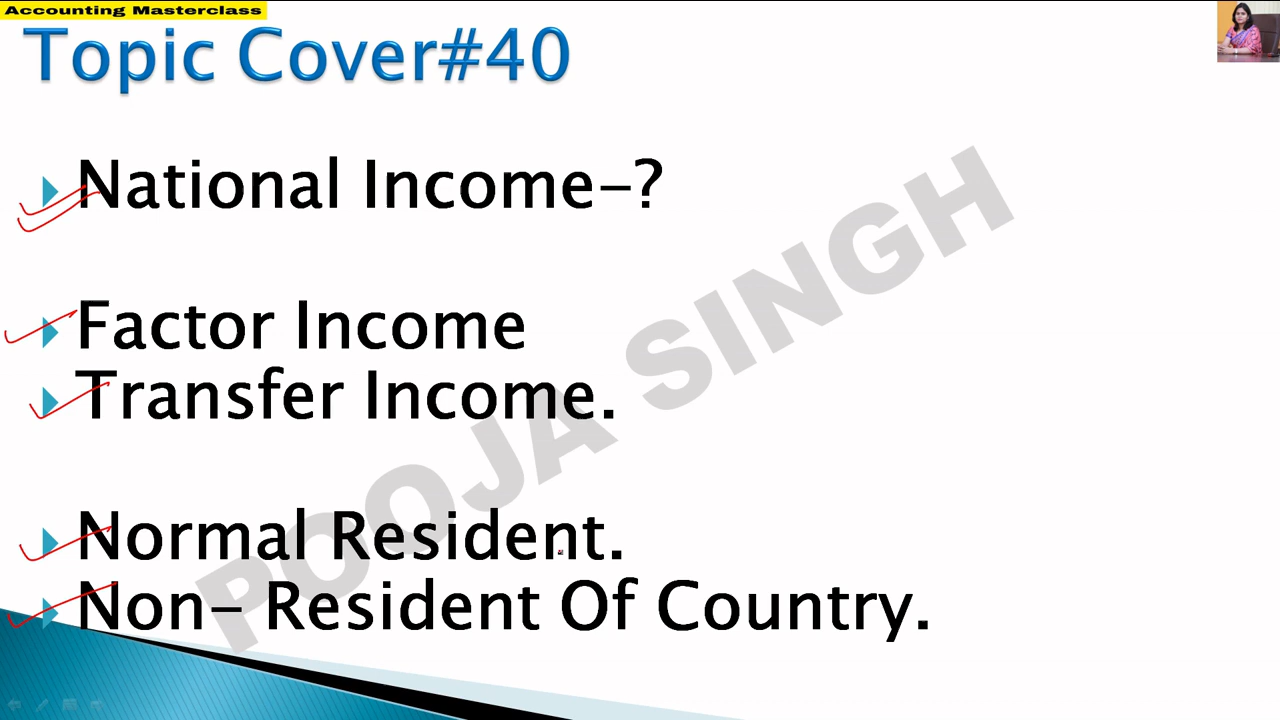 Accounting Masterclass
Topic Cover#40
National Income-?
Factor Income
Transfer Income.
Normal Resident.
Non- Resident Of Country.
POOJA SINGH